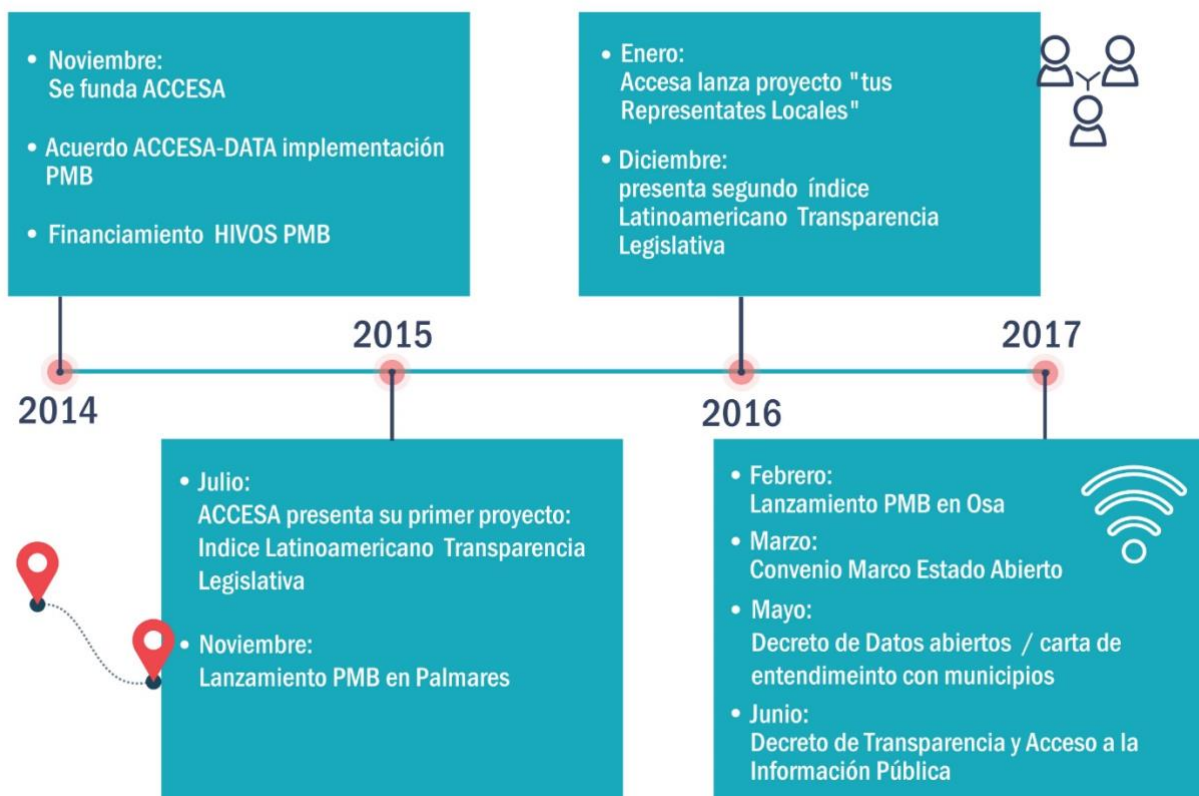 • Noviembre:
Se funda ACCESA
• Acuerdo ACCESA-DATA implementación
PMB
• Financiamiento HIVOS PMB
2014
2015
• Julio:
ACCESA presenta su primer proyecto:
Indice Latinoamericano Transparencia
Legislativa
• Noviembre:
Lanzamiento PMB en Palmares
• Enero:
Accesa lanza proyecto "tus
Represetates Locales"
• Diciembre:
presenta segundo índice
Latinoamericano Transparencia
Legislativa
2016
2017
• Febrero:
Lanzamiento PMB en Osa
• Marzo:
Convenio Marco Estado Abierto
• Mayo:
Decreto de Datos abiertos / carta de
entendimeinto con municipios
• Junio:
Decreto de Transparencia y Acceso a la
Información Pública